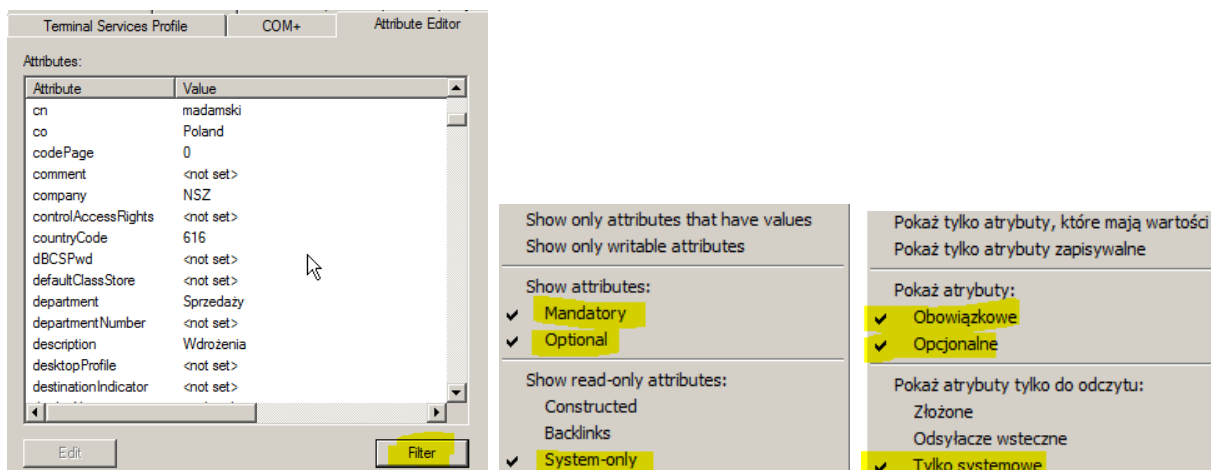 Terminal Services Profile COM+ Attribute Editor
Attributes:
Attribute Value
cn madamski
co Poland
codePage 0
comment <not set>
company NSZ
controlAccessRights <not set>
countryCode 616
dBCSPwd <not set>
defaultClassStore <not set>
department Sprzedaży
departmentNumber <not set>
description Wdrożenia
desktopProfile <not set>
destinationIndicator <not set>
Edit Filter
Show only attributes that have values
Show only writable attributes
Show attributes:
Mandatory
Optional
Show read-only attributes:
Constructed
Backlinks
System-only
Pokaż tylko atrybuty, które mają wartości
Pokaż tylko atrybuty zapisywalne
Pokaż atrybuty:
Obowiązkowe
Opcjonalne
Pokaż atrybuty tylko do odczytu:
Złożone
Odsyłacze wsteczne
Tylko systemowe